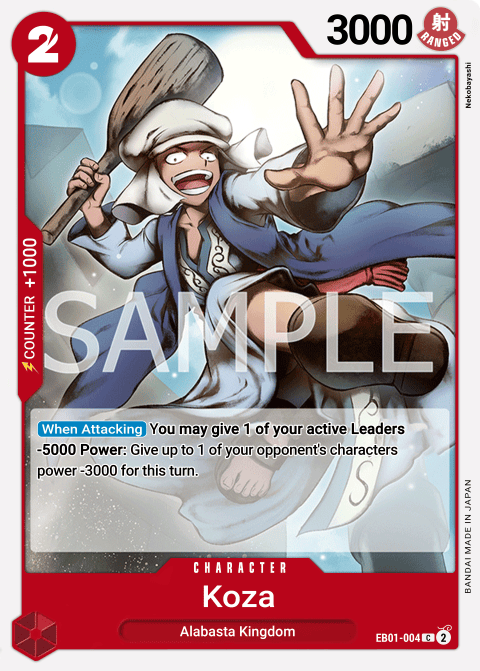 2
3000
射
RANGED
Nekobayashi
COUNTER +1000
SAMPLE
When Attacking You may give 1 of your active Leaders
-5000 Power: Give up to 1 of your opponent's characters
power -3000 for this turn.
BANDAI MADE IN JAPAN
CHARACTER
Koza
Alabasta Kingdom
EB01-004 C 2